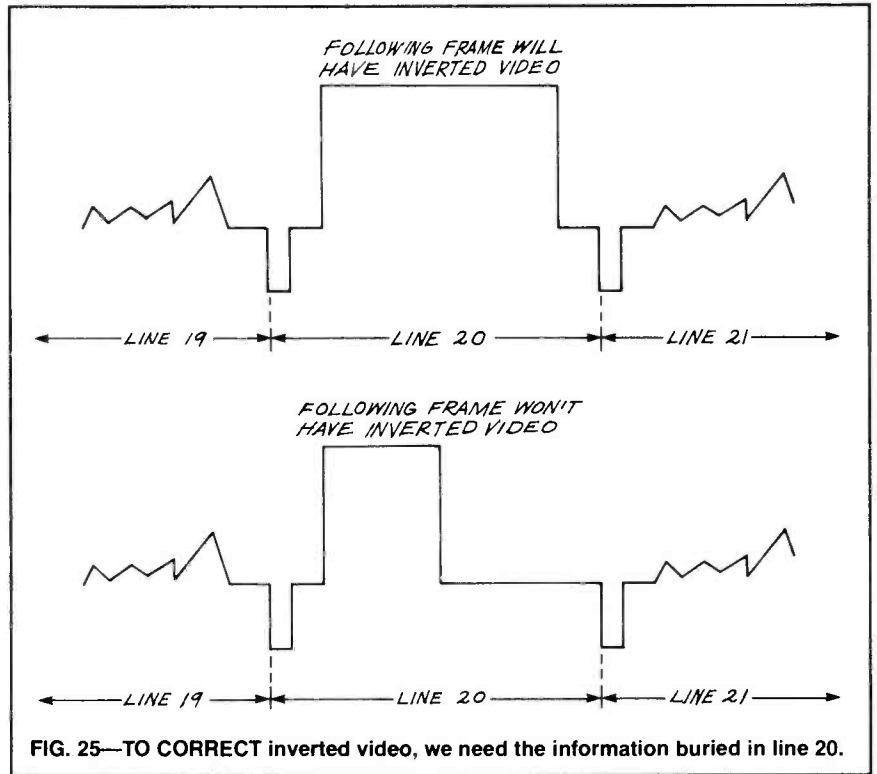 FOLLOWING FRAME WILL
HAVE INVERTED VIDEO
LINE 19
LINE 20
LINE 21
FOLLOWING FRAME WON'T
HAVE INVERTED VIDEO
LINE 19
LINE 20
LINE 21
FIG. 25—TO CORRECT inverted video, we need the information buried in line 20.